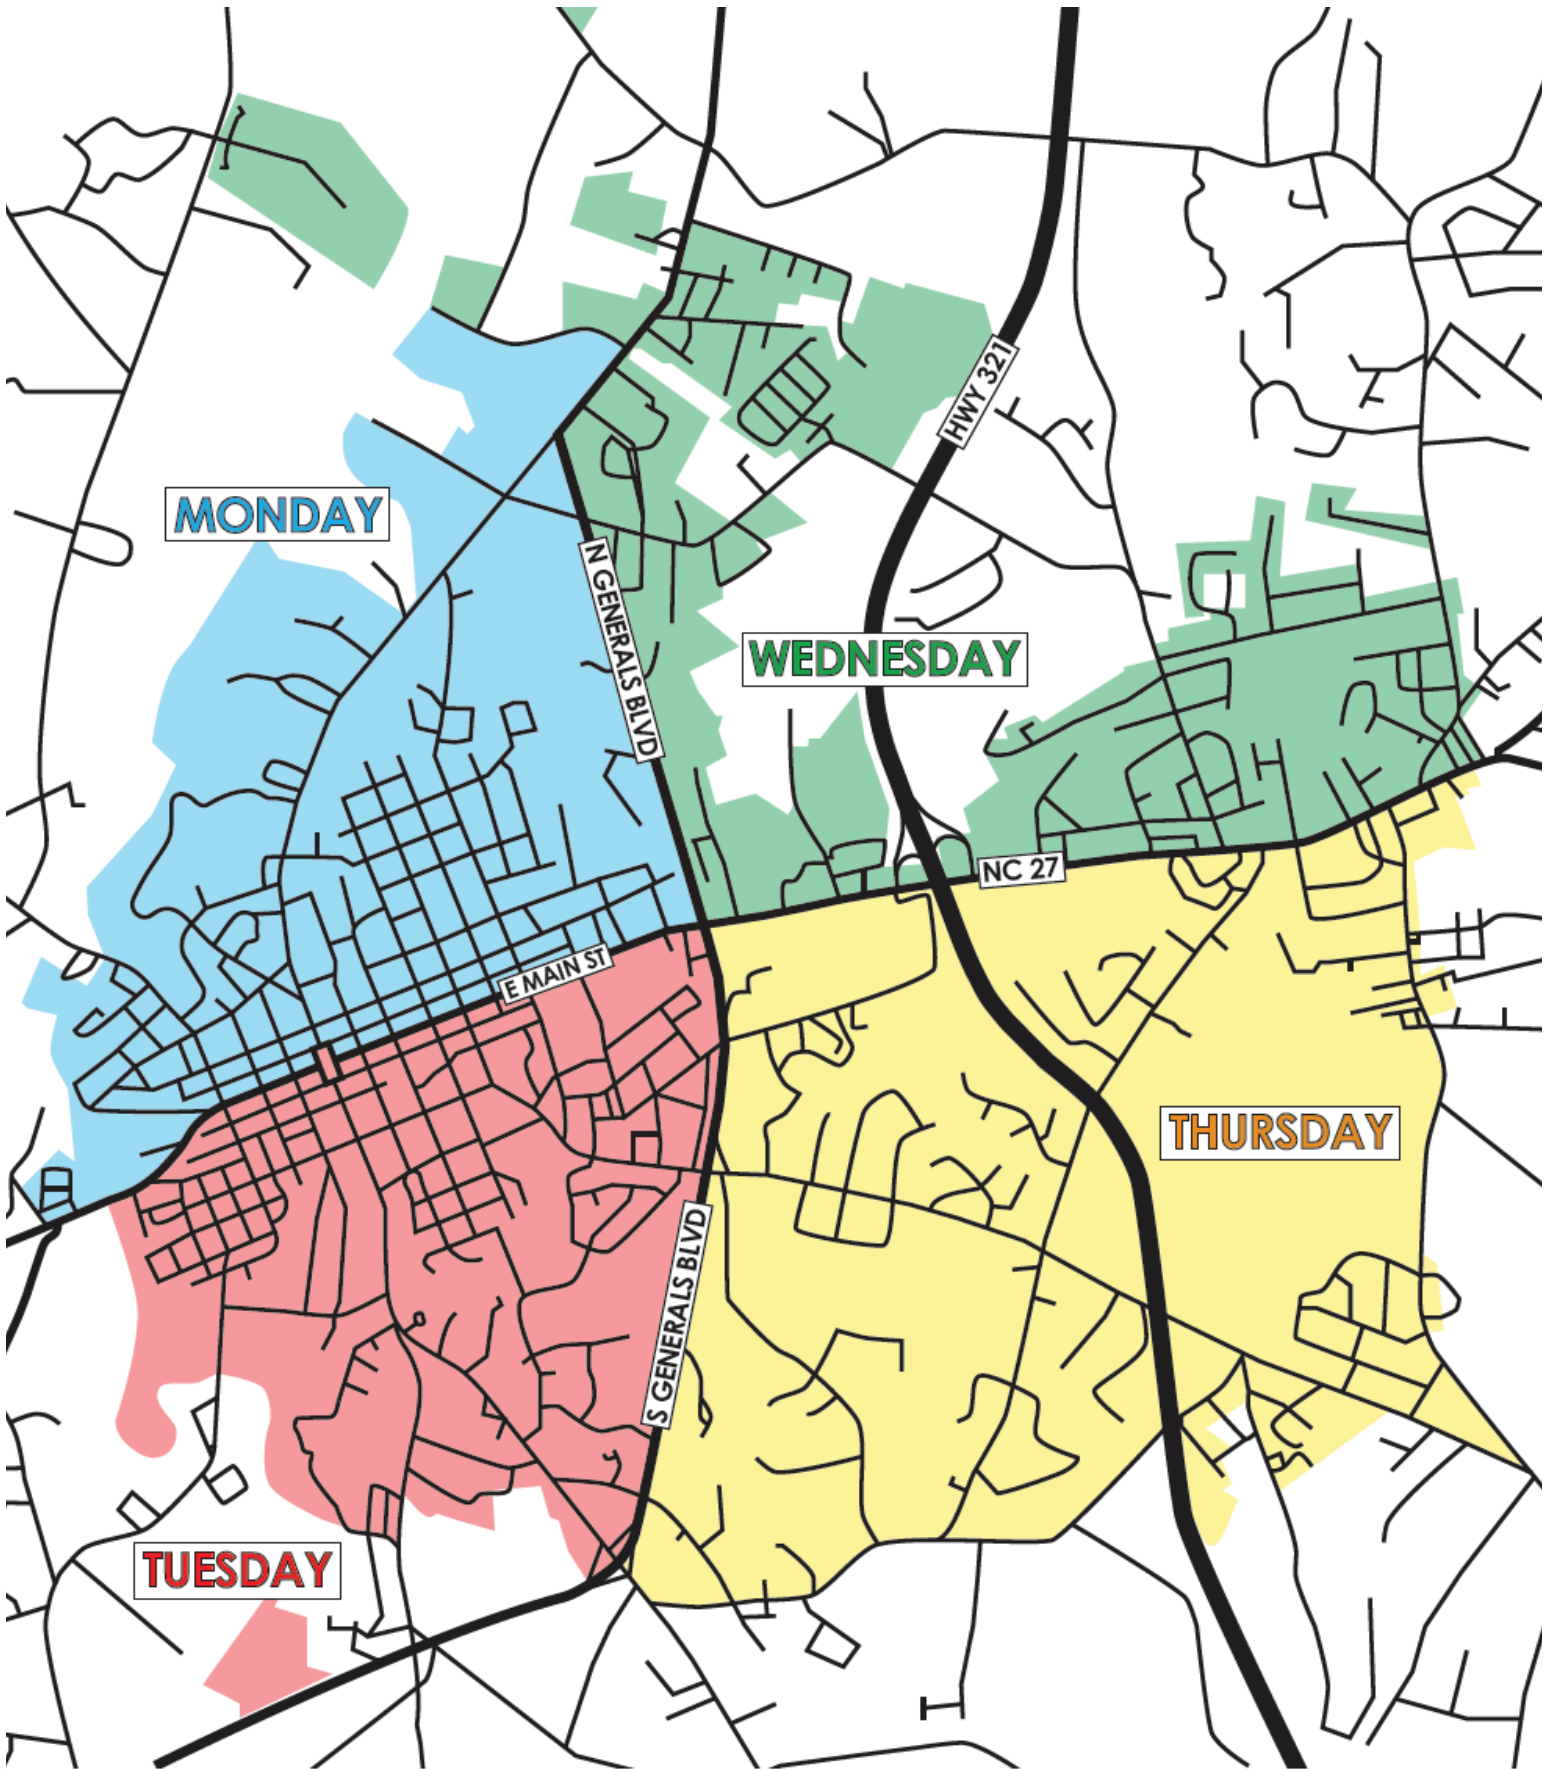 HWY 321
MONDAY
N GENERALS BLVD
WEDNESDAY
NC 27
E MAIN ST
THURSDAY
S GENERALS BLVD
TUESDAY